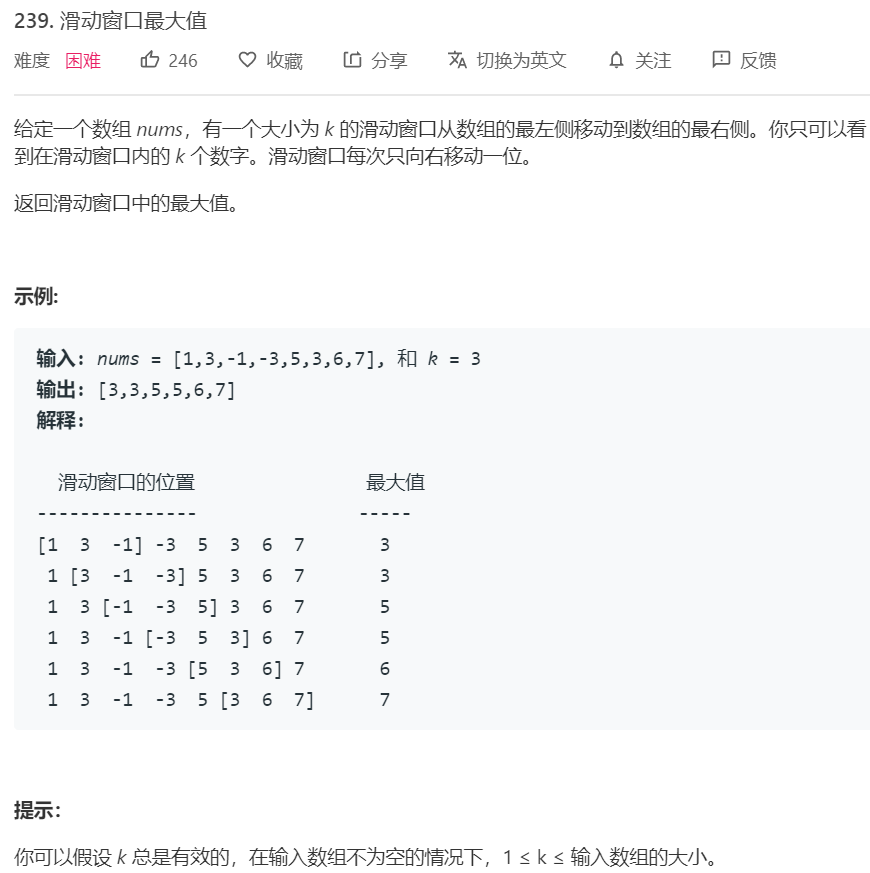 239. 滑动窗口最大值
难度 困难 246 收藏 分享 切换为英文 关注 反馈
给定一个数组 nums，有一个大小为 k 的滑动窗口从数组的最左侧移动到数组的最右侧。你只可以看
到在滑动窗口内的 k 个数字。滑动窗口每次只向右移动一位。
返回滑动窗口中的最大值。
示例:
输入: nums = [1,3,-1,-3,5,3,6,7], 和 k = 3
输出: [3,3,5,5,6,7]
解释:
滑动窗口的位置 最大值
--------------- -----
[1 3 -1] -3 5 3 6 7 3
1 [3 -1 -3] 5 3 6 7 3
1 3 [-1 -3 5] 3 6 7 5
1 3 -1 [-3 5 3] 6 7 5
1 3 -1 -3 [5 3 6] 7 6
1 3 -1 -3 5 [3 6 7] 7
提示：
你可以假设 k 总是有效的，在输入数组不为空的情况下，1 ≤ k ≤ 输入数组的大小。